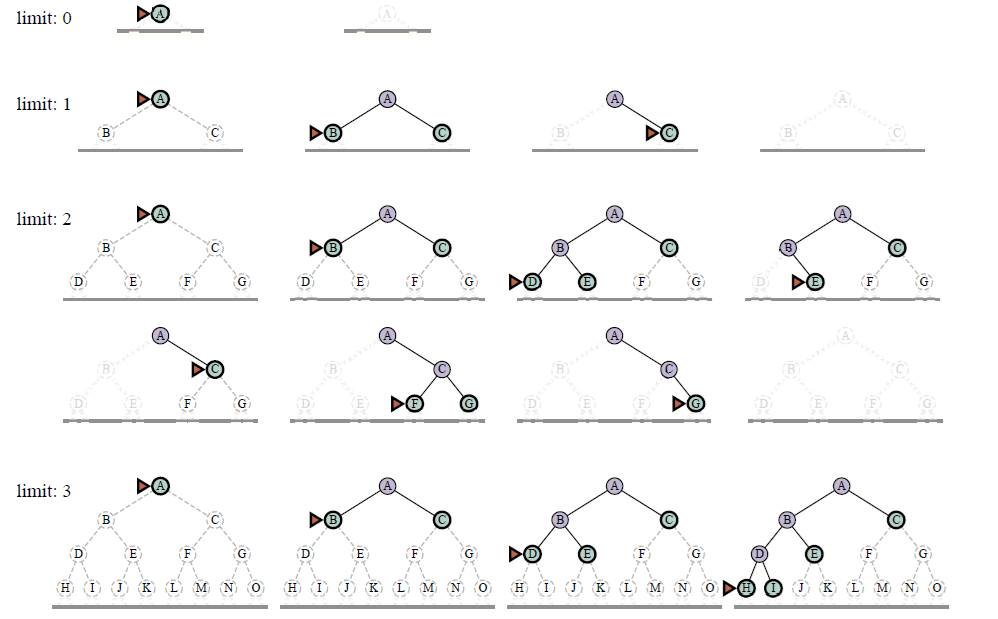 limit: 0 A A
limit: 1 A A A A
B C B C B C B C
limit: 2 A A A A
B C B C B C B C
D E F G D E F G D E F G D E F G
A A A A
B C B C B C B C
D E F G D E F G D E F G D E F G
limit: 3 A A A A
B C B C B C B C
D E F G D E F G D E F G D E F G
H I J K L M N O H I J K L M N O H I J K L M N O H I J K L M N O